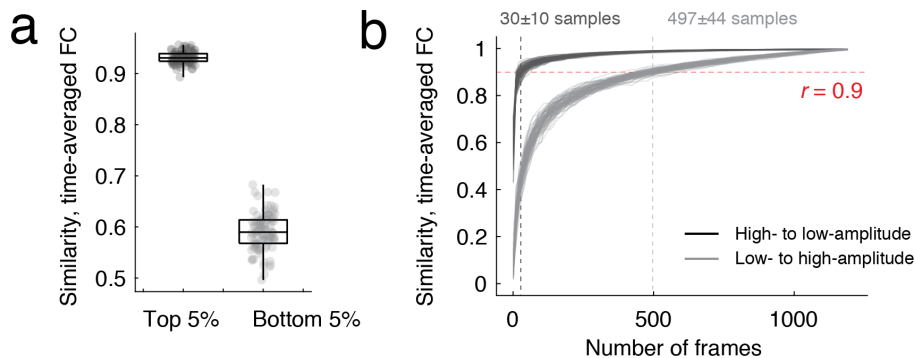 a
Similarity, time-averaged FC
0.9
0.8
0.7
0.6
0.5
Top 5%
Bottom 5%
b
30±10 samples
497±44 samples
Similarity, time-averaged FC
1
0.8
0.6
0.4
0.2
0
r = 0.9
High- to low-amplitude
Low- to high-amplitude
0
500
1000
Number of frames